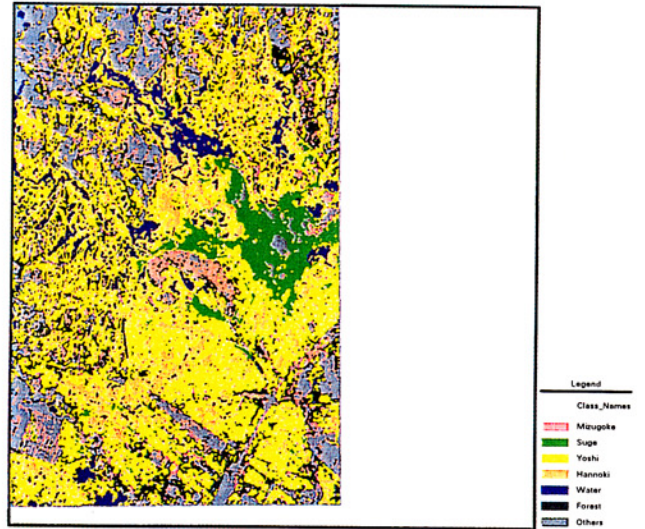 Legend
Class_Names
Mizugoke
Suge
Yoshi
Hannoki
Water
Forest
Others